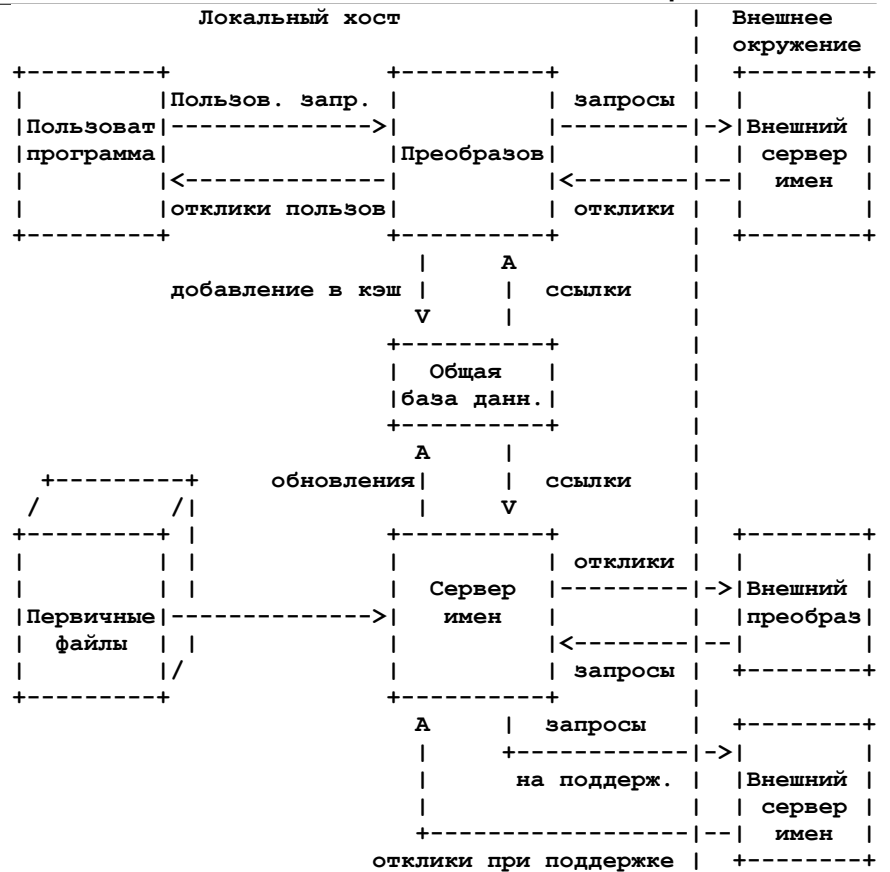 Локальный хост | Внешнее
| окружение
+---------+ +----------+ | +--------+
| |Пользов. запр. | | запросы | | |
|Пользоват|-------------->| |---------|->|Внешний |
|программа| |Преобразов| | | сервер |
| |<--------------| |<--------|--| имен |
| |отклики пользов| | отклики | | |
+---------+ +----------+ | +--------+
| A |
добавление в кэш | | ссылки |
V | |
+----------+ |
| Общая | |
|база данн.| |
+----------+ |
A | |
+---------+ обновления| | ссылки |
/ /| | V |
+---------+ | +----------+ | +--------+
| | | | | отклики | | |
| | | | Сервер |---------|->|Внешний |
|Первичные|-------------->| имен | | |преобраз|
| файлы | | | |<--------|--| |
| |/ | | запросы | +--------+
+---------+ +----------+ |
A | запросы | +--------+
| +------------|->| |
| на поддерж. | |Внешний |
| | | сервер |
+------------------|--| имен |
отклики при поддержке | +--------+